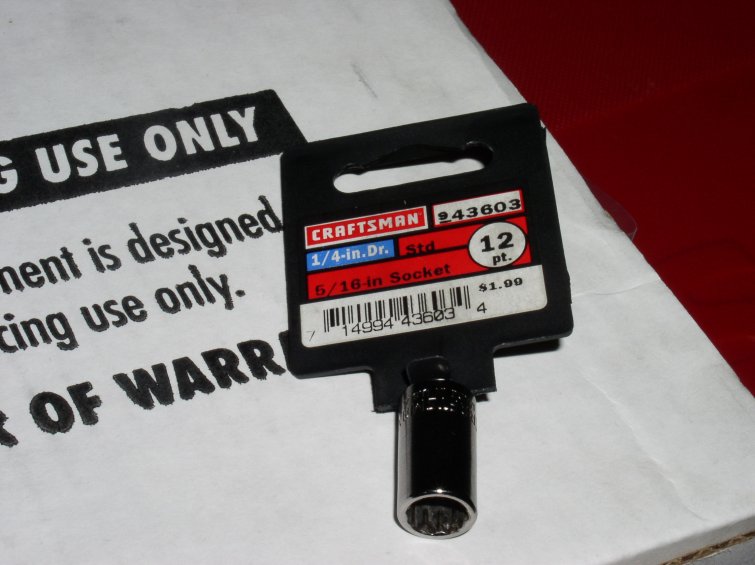 G USE ONLY
ment is designed
cing use only.
R OF WARR
CRAFTSMAN 943603
1/4-in.Dr. Std 12 pt.
5/16-in Socket
$1.99
7 14994 43603 4